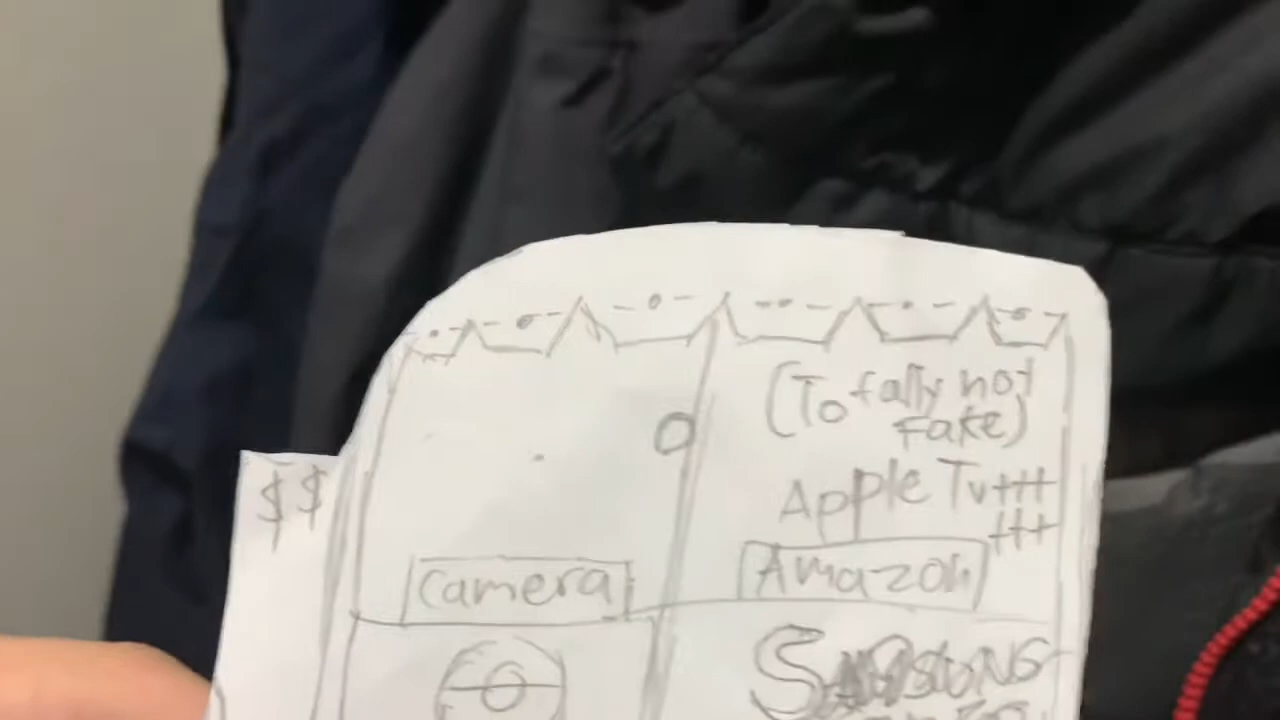 (Totally not
fake)
$$
Apple Tv+++
+++
Camera
Amazon